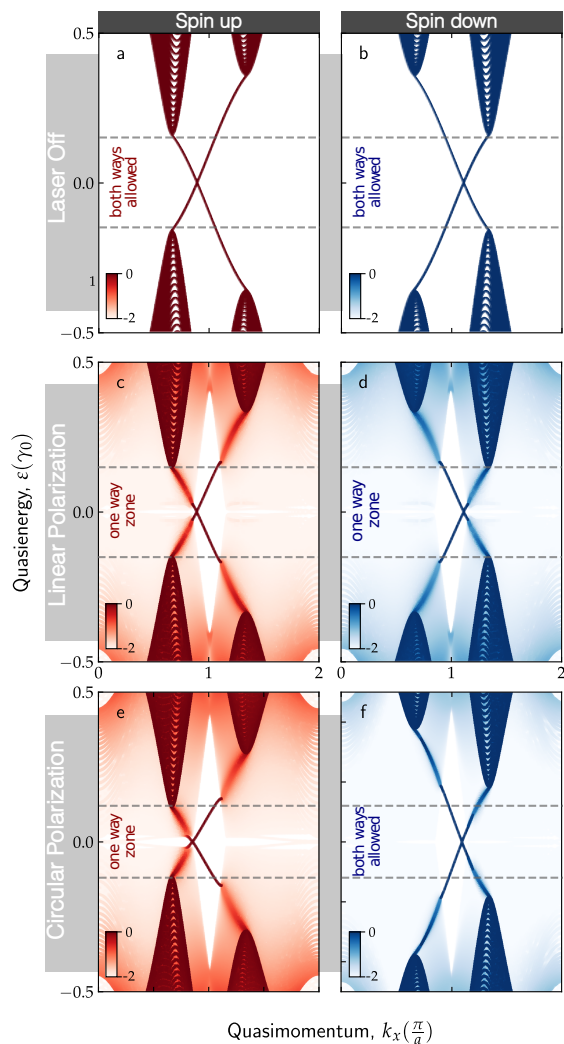 Spin up
Spin down
Laser Off
0.5
0.0
1
−0.5
a
both ways
allowed
0
-2
b
both ways
allowed
0
-2
Quasienergy, ε(γ0)
Linear Polarization
0.5
0.0
−0.5
c
one way
zone
0
-2
0
1
2
d
one way
zone
0
-2
0
1
2
Circular Polarization
0.5
0.0
−0.5
e
one way
zone
0
-2
f
both ways
allowed
0
-2
Quasimomentum, kx(π/a)